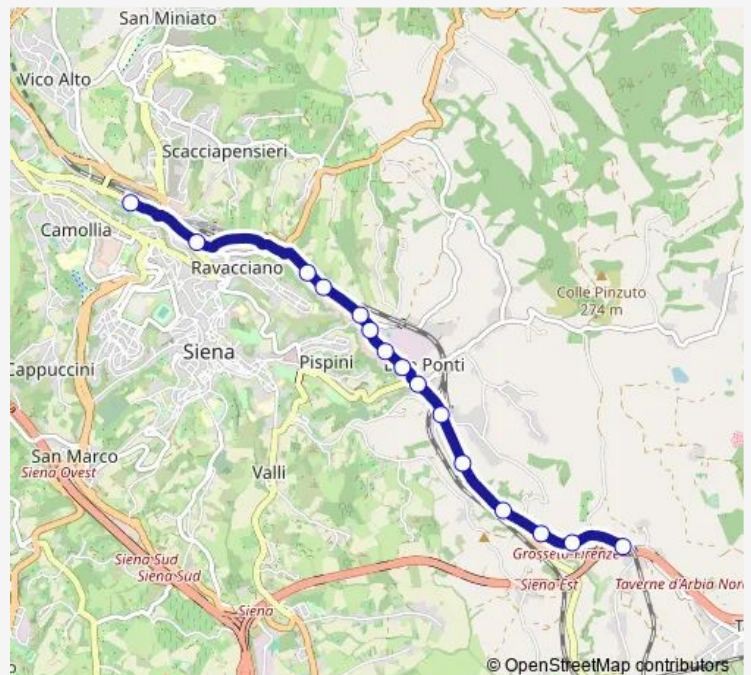 San Miniato
Vico Alto
Scacciapensieri
Camollia
Ravacciano
Colle Pinzuto
274 m
Siena
Pispini
Ponti
Cappuccini
San Marco
Siena Ovest
Valli
Siena Sud
Siena Sud
Grosseto-Firenze
Siena Est
Taverne d'Arbia Nor
Siena
© OpenStreetMap contributors